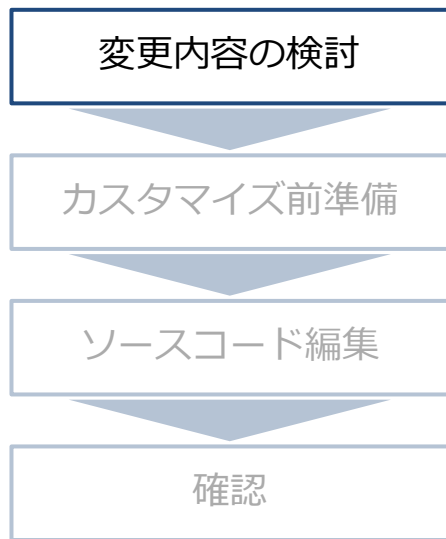 変更内容の検討
カスタマイズ前準備
ソースコード編集
確認